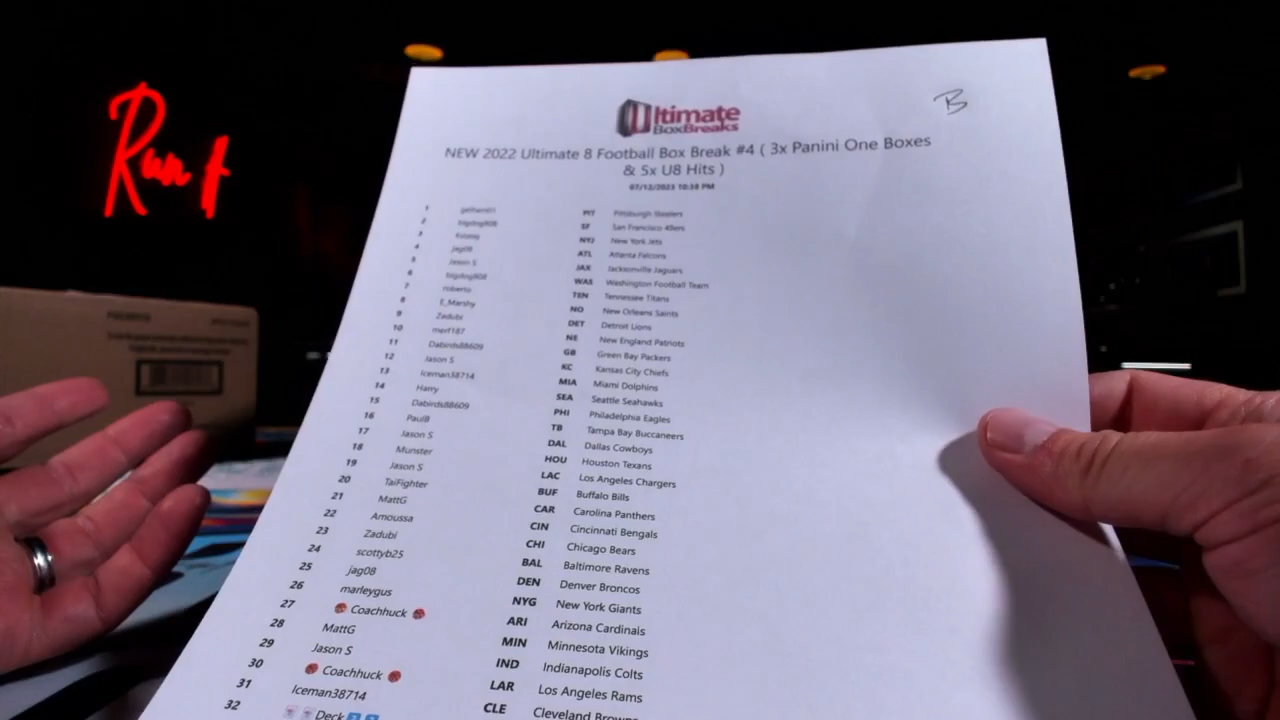 Run It
Ultimate
BoxBreaks
B
NEW 2022 Ultimate 8 Football Box Break #4 ( 3x Panini One Boxes
& 5x U8 Hits )
07/12/2023 10:38 PM
1 PIT Pittsburgh Steelers
2 bigdog808 SF San Francisco 49ers
3 NYJ New York Jets
4 jag08 ATL Atlanta Falcons
5 Jason S JAX Jacksonville Jaguars
6 bigdog808 WAS Washington Football Team
7 roberto TEN Tennessee Titans
8 E_Marshy NO New Orleans Saints
9 Zadubi DET Detroit Lions
10 merf187 NE New England Patriots
11 Dabirds88609 GB Green Bay Packers
12 Jason S KC Kansas City Chiefs
13 Iceman38714 MIA Miami Dolphins
14 Harry SEA Seattle Seahawks
15 Dabirds88609 PHI Philadelphia Eagles
16 PaulB TB Tampa Bay Buccaneers
17 Jason S DAL Dallas Cowboys
18 Munster HOU Houston Texans
19 Jason S LAC Los Angeles Chargers
20 TaiFighter BUF Buffalo Bills
21 MattG CAR Carolina Panthers
22 Amoussa CIN Cincinnati Bengals
23 Zadubi CHI Chicago Bears
24 scottyb25 BAL Baltimore Ravens
25 jag08 DEN Denver Broncos
26 marleygus NYG New York Giants
27 Coachhuck ARI Arizona Cardinals
28 MattG MIN Minnesota Vikings
29 Jason S IND Indianapolis Colts
30 Coachhuck LAR Los Angeles Rams
31 Iceman38714 CLE Cleveland Browns
32 Deck